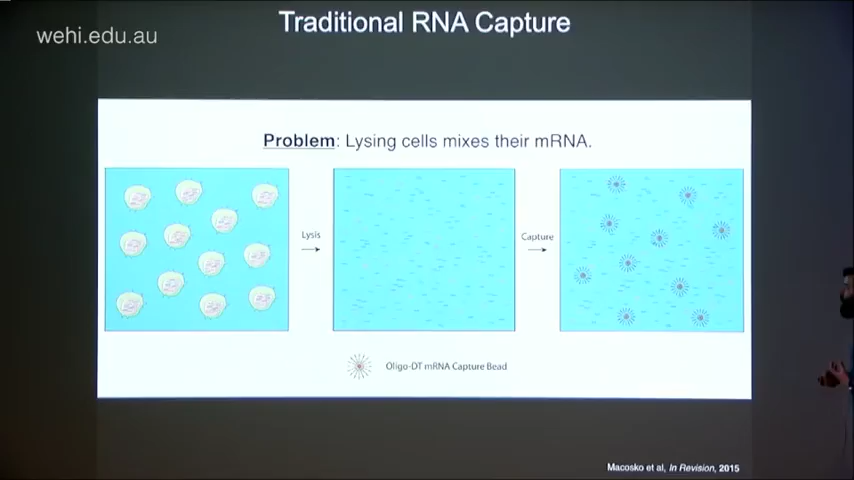 wehi.edu.au
Traditional RNA Capture
Problem: Lysing cells mixes their mRNA.
Lysis
Capture
Oligo-DT mRNA Capture Bead
Macosko et al, In Revision, 2015